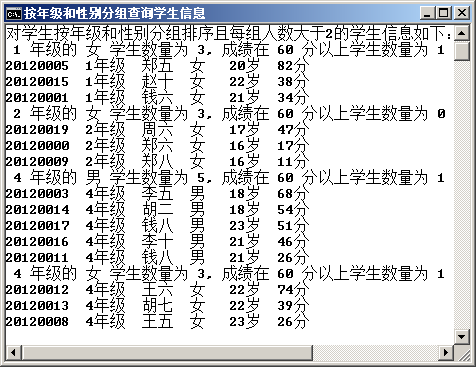 按年级和性别分组查询学生信息
对学生按年级和性别分组排序且每组人数大于2的学生信息如下:
1 年级的 女 学生数量为 3, 成绩在 60 分以上学生数量为 1
20120005 1年级 郑五 女 20岁 82分
20120015 1年级 赵十 女 22岁 38分
20120001 1年级 钱六 女 21岁 34分
2 年级的 女 学生数量为 3, 成绩在 60 分以上学生数量为 0
20120019 2年级 周六 女 17岁 47分
20120000 2年级 郑六 女 16岁 17分
20120009 2年级 郑八 女 16岁 11分
4 年级的 男 学生数量为 5, 成绩在 60 分以上学生数量为 1
20120003 4年级 李五 男 18岁 68分
20120014 4年级 胡二 男 18岁 54分
20120017 4年级 钱八 男 23岁 51分
20120016 4年级 李十 男 21岁 46分
20120011 4年级 钱八 男 21岁 26分
4 年级的 女 学生数量为 3, 成绩在 60 分以上学生数量为 1
20120012 4年级 王六 女 22岁 74分
20120013 4年级 胡七 女 22岁 39分
20120008 4年级 王五 女 23岁 26分